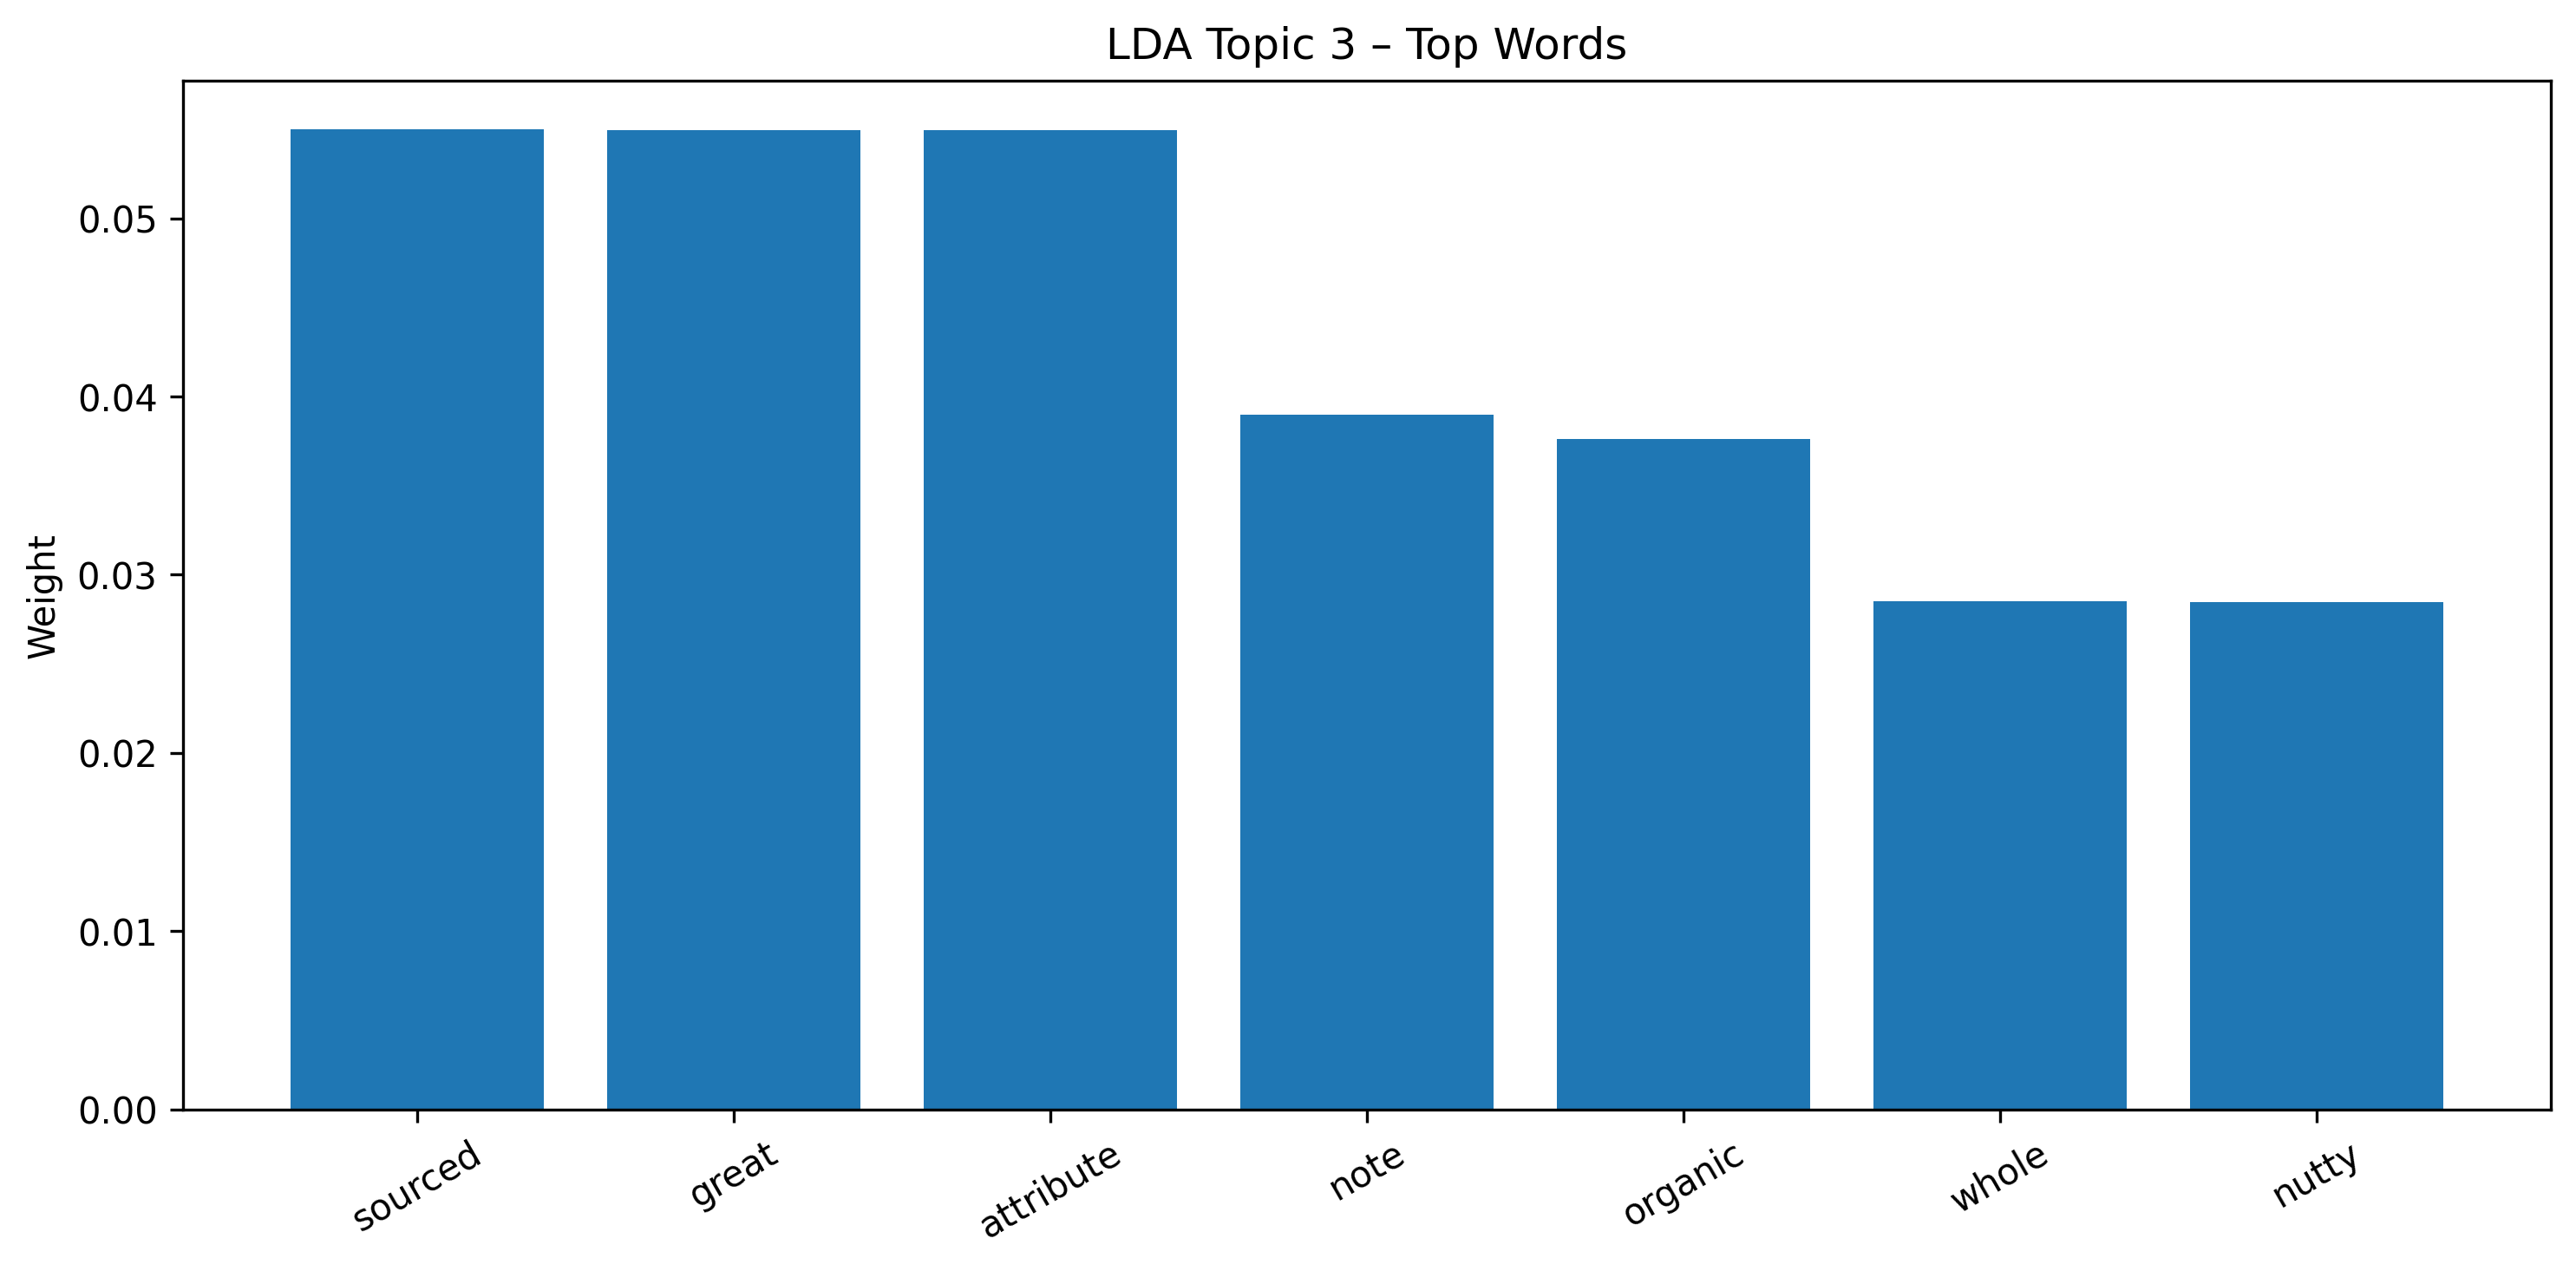 LDA Topic 3 – Top Words
Weight
0.05
0.04
0.03
0.02
0.01
0.00
sourced
great
attribute
note
organic
whole
nutty